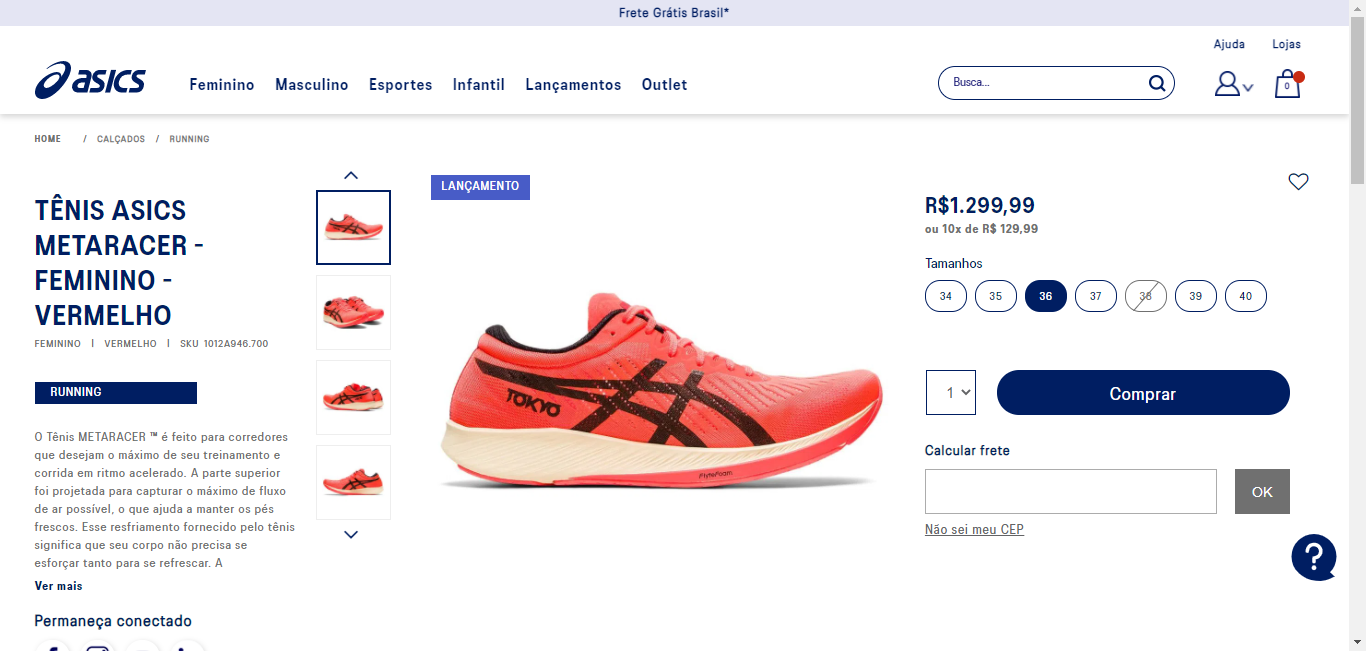 Frete Grátis Brasil*
Ajuda Lojas
asics
Feminino Masculino Esportes Infantil Lançamentos Outlet
Busca...
0
HOME / CALÇADOS / RUNNING
TÊNIS ASICS
METARACER -
FEMININO -
VERMELHO
FEMININO I VERMELHO I SKU 1012A946.700
RUNNING
O Tênis METARACER ™ é feito para corredores
que desejam o máximo de seu treinamento e
corrida em ritmo acelerado. A parte superior
foi projetada para capturar o máximo de fluxo
de ar possível, o que ajuda a manter os pés
frescos. Esse resfriamento fornecido pelo tênis
significa que seu corpo não precisa se
esforçar tanto para se refrescar. A
Ver mais
Permaneça conectado
LANÇAMENTO
TOKYO
FlyteFoam
R$1.299,99
ou 10x de R$ 129,99
Tamanhos
34 35 36 37 38 39 40
1 Comprar
Calcular frete
OK
Não sei meu CEP
?